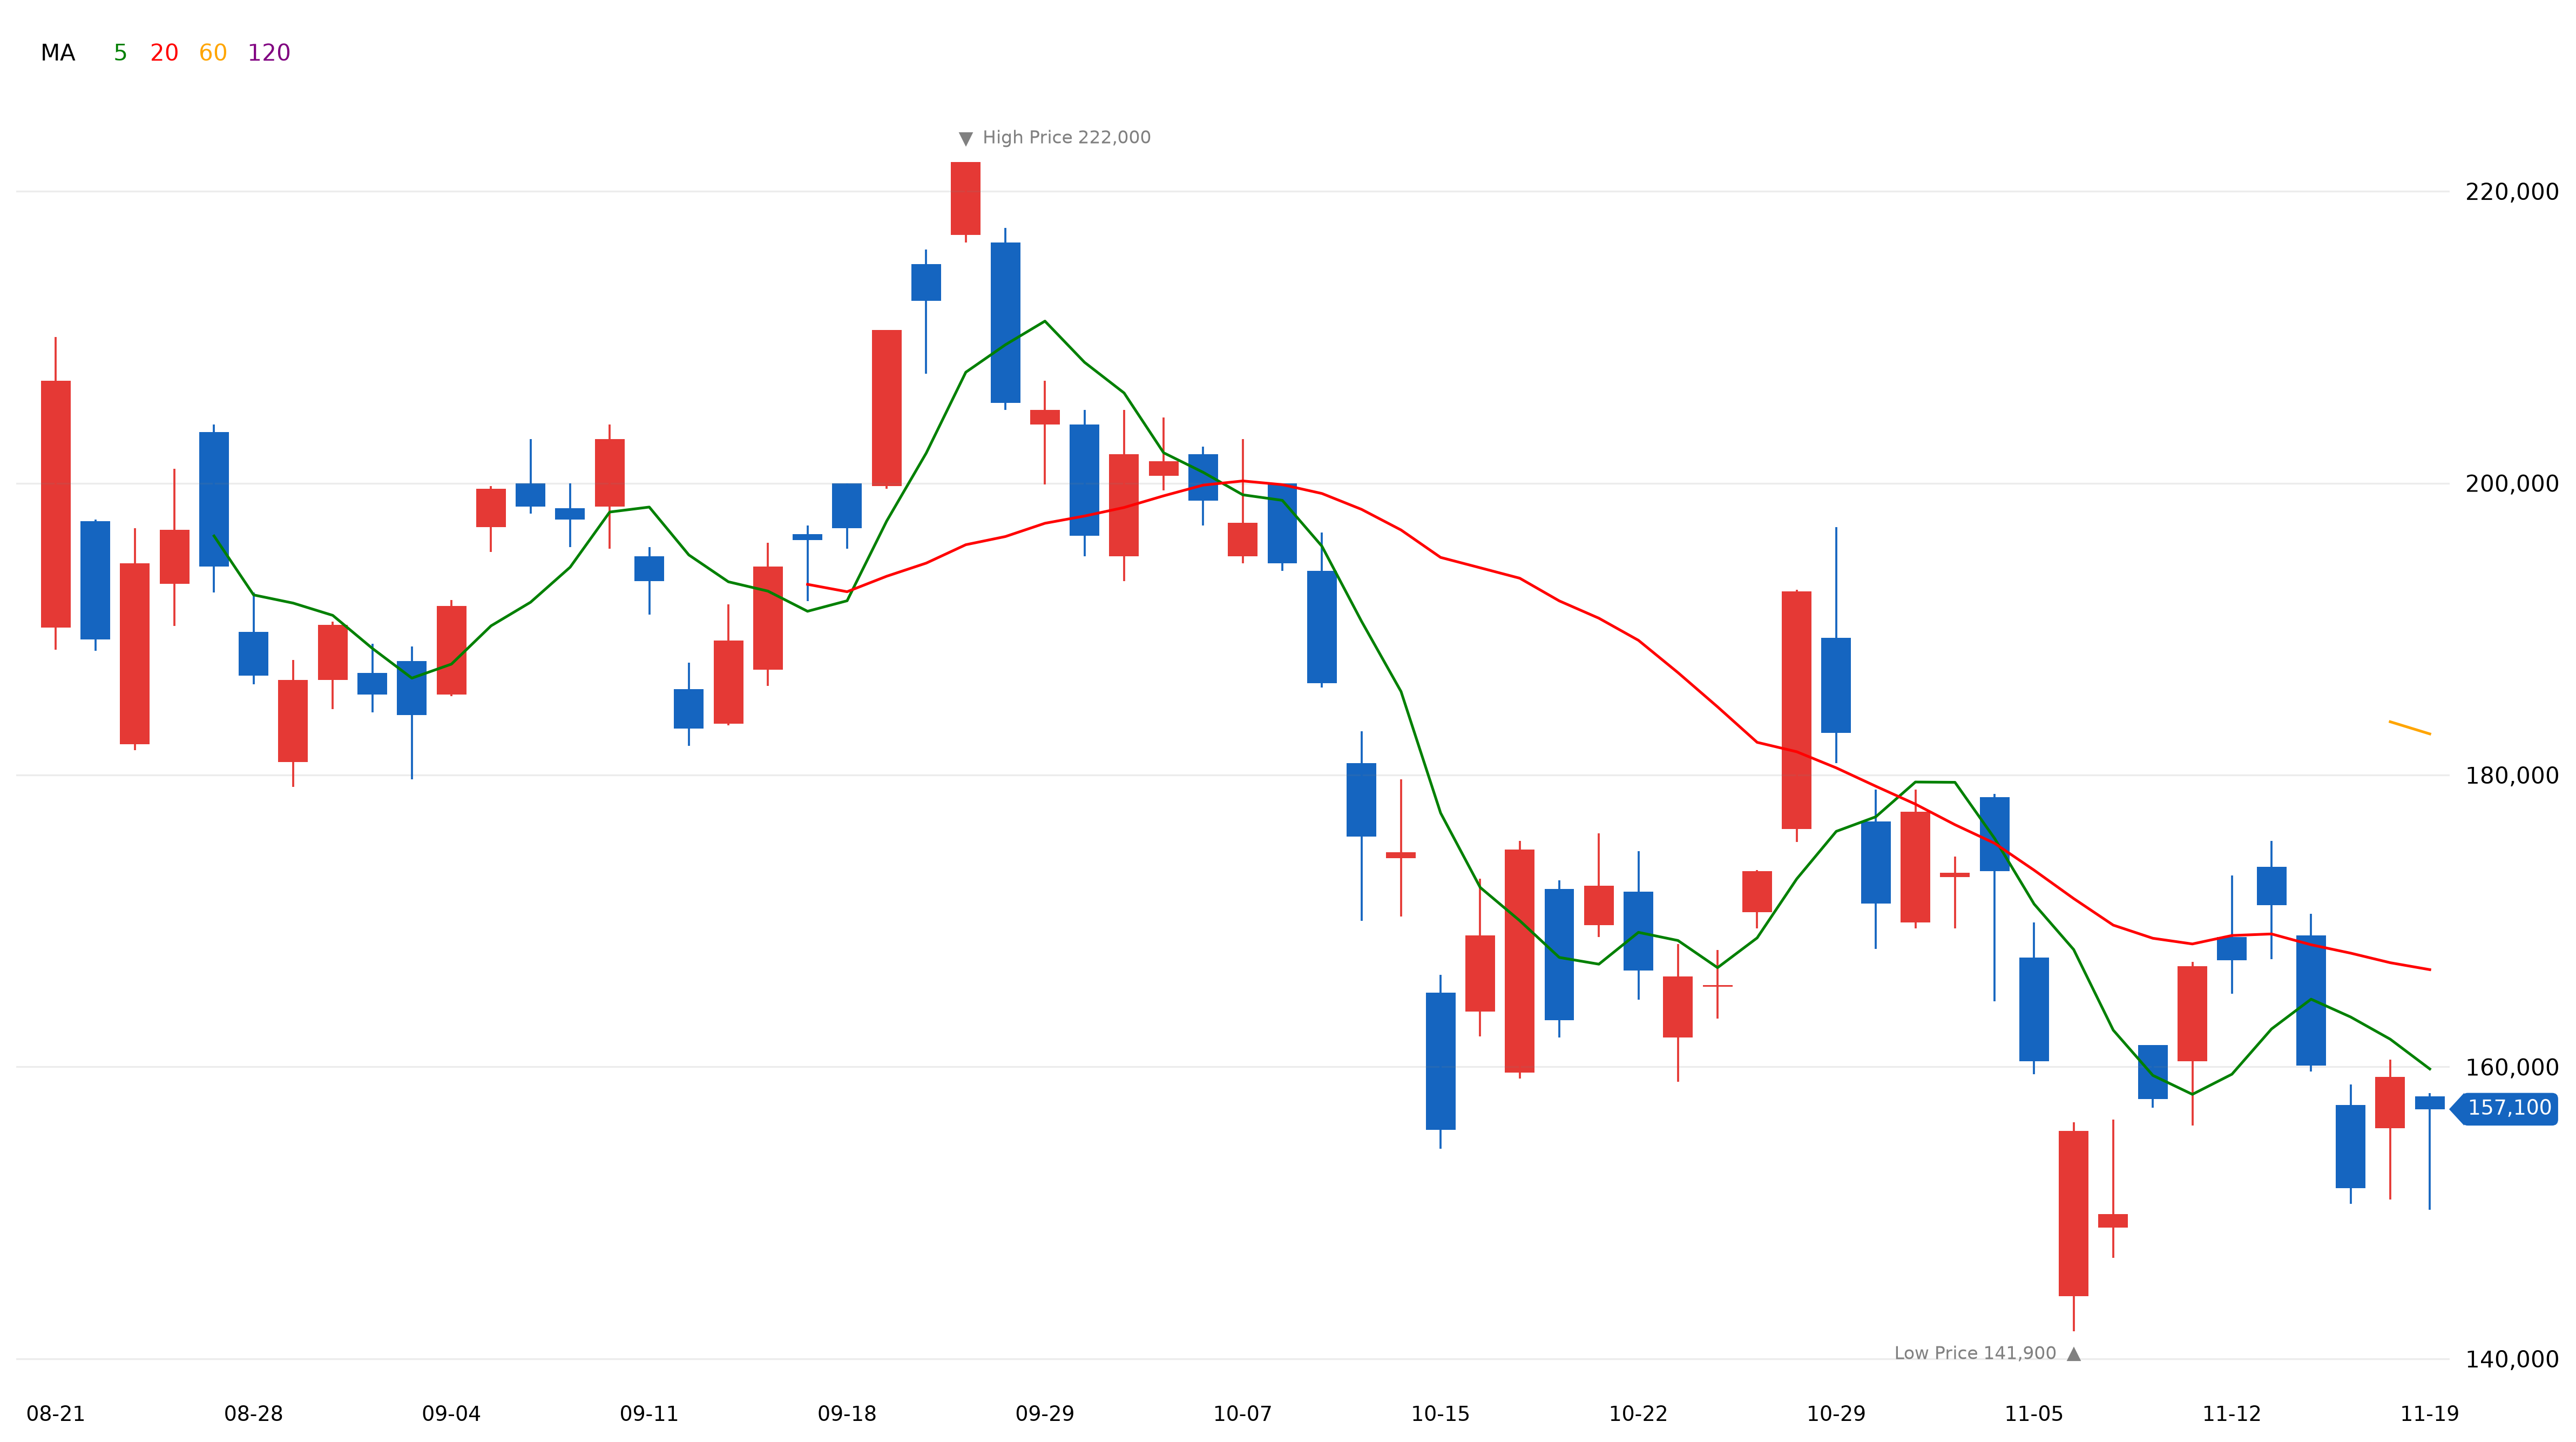 MA 5 20 60 120
▼ High Price 222,000
220,000
200,000
180,000
160,000
157,100
Low Price 141,900 ▲
140,000
08-21 08-28 09-04 09-11 09-18 09-29 10-07 10-15 10-22 10-29 11-05 11-12 11-19